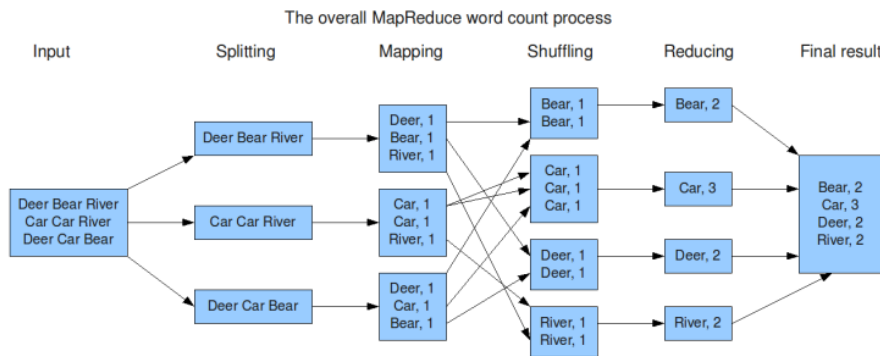 The overall MapReduce word count process
Input
Splitting
Mapping
Shuffling
Reducing
Final result
Deer Bear River
Car Car River
Deer Car Bear
Deer Bear River
Car Car River
Deer Car Bear
Deer, 1
Bear, 1
River, 1
Car, 1
Car, 1
River, 1
Deer, 1
Car, 1
Bear, 1
Bear, 1
Bear, 1
Car, 1
Car, 1
Car, 1
Deer, 1
Deer, 1
River, 1
River, 1
Bear, 2
Car, 3
Deer, 2
River, 2
Bear, 2
Car, 3
Deer, 2
River, 2